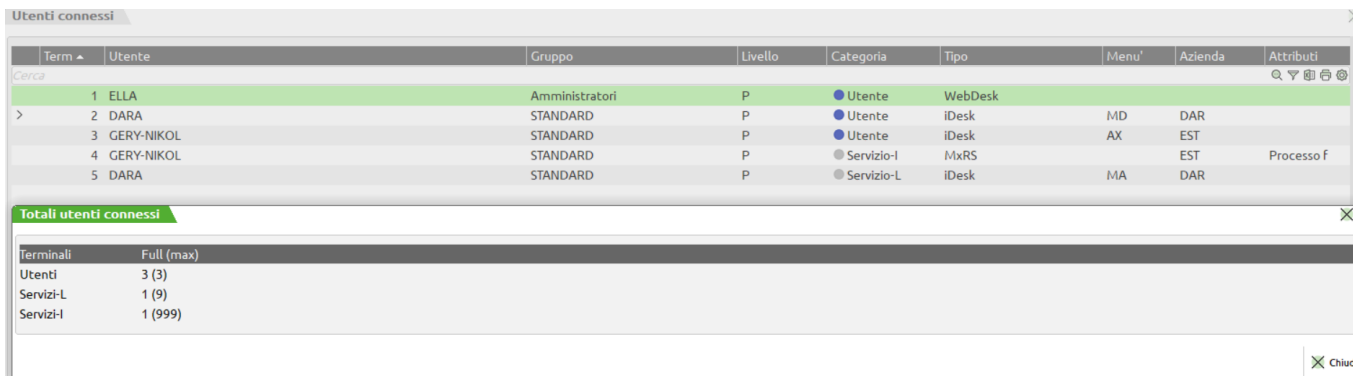 Utenti connessi
Term Utente Gruppo Livello Categoria Tipo Menu' Azienda Attributi
Cerca
1 ELLA Amministratori P Utente WebDesk
2 DARA STANDARD P Utente iDesk MD DAR
3 GERY-NIKOL STANDARD P Utente iDesk AX EST
4 GERY-NIKOL STANDARD P Servizio-I MxRS EST Processo f
5 DARA STANDARD P Servizio-L iDesk MA DAR
Totali utenti connessi
Terminali Full (max)
Utenti 3 (3)
Servizi-L 1 (9)
Servizi-I 1 (999)
Chiuc